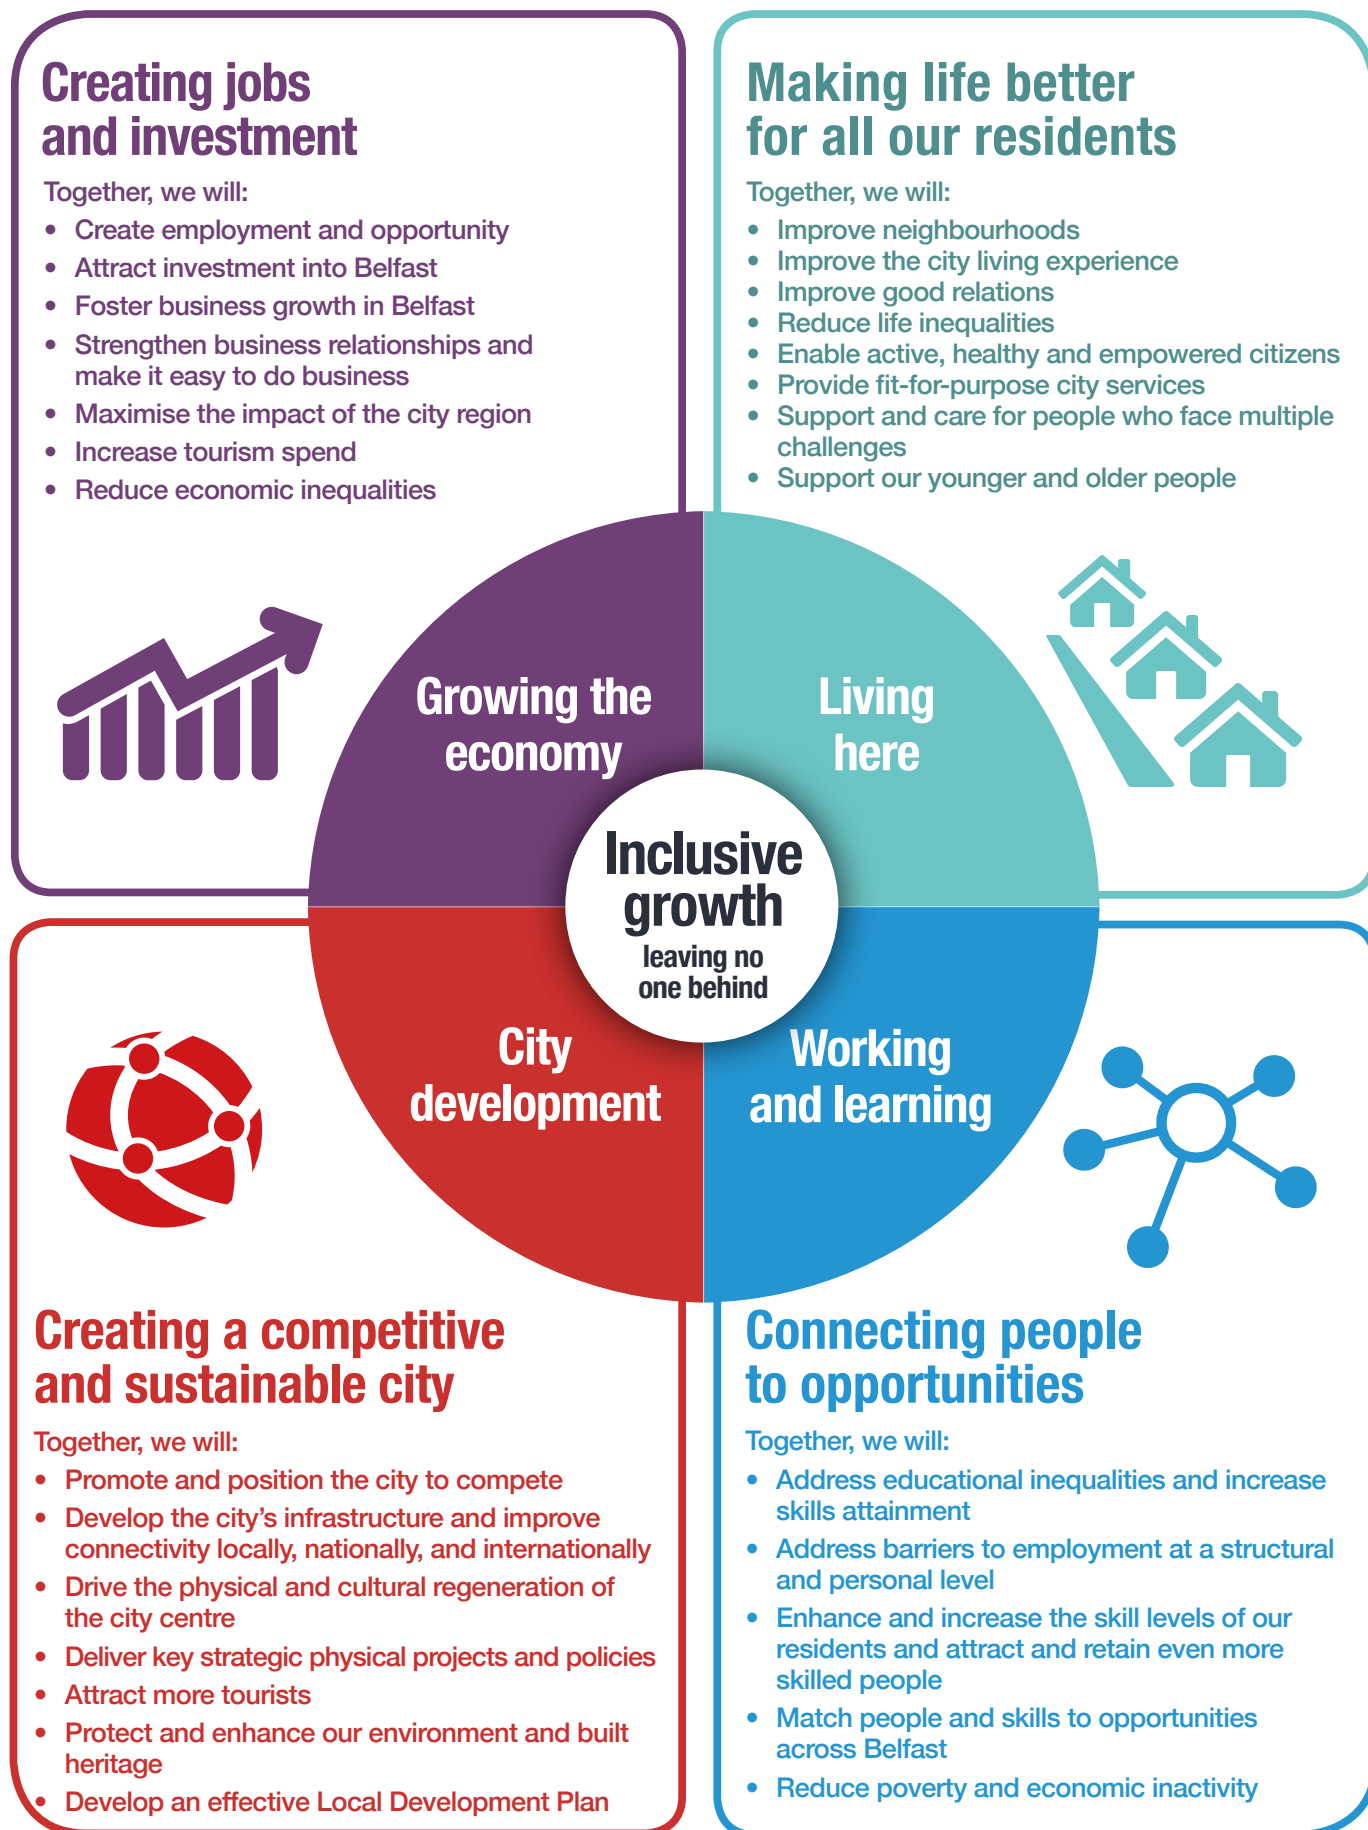 Creating jobs
and investment
Together, we will:
• Create employment and opportunity
• Attract investment into Belfast
• Foster business growth in Belfast
• Strengthen business relationships and
make it easy to do business
• Maximise the impact of the city region
• Increase tourism spend
• Reduce economic inequalities
Making life better
for all our residents
Together, we will:
• Improve neighbourhoods
• Improve the city living experience
• Improve good relations
• Reduce life inequalities
• Enable active, healthy and empowered citizens
• Provide fit-for-purpose city services
• Support and care for people who face multiple
challenges
• Support our younger and older people
Growing the
economy
Living
here
Inclusive
growth
leaving no
one behind
City
development
Working
and learning
Creating a competitive
and sustainable city
Together, we will:
• Promote and position the city to compete
• Develop the city’s infrastructure and improve
connectivity locally, nationally, and internationally
• Drive the physical and cultural regeneration of
the city centre
• Deliver key strategic physical projects and policies
• Attract more tourists
• Protect and enhance our environment and built
heritage
• Develop an effective Local Development Plan
Connecting people
to opportunities
Together, we will:
• Address educational inequalities and increase
skills attainment
• Address barriers to employment at a structural
and personal level
• Enhance and increase the skill levels of our
residents and attract and retain even more
skilled people
• Match people and skills to opportunities
across Belfast
• Reduce poverty and economic inactivity